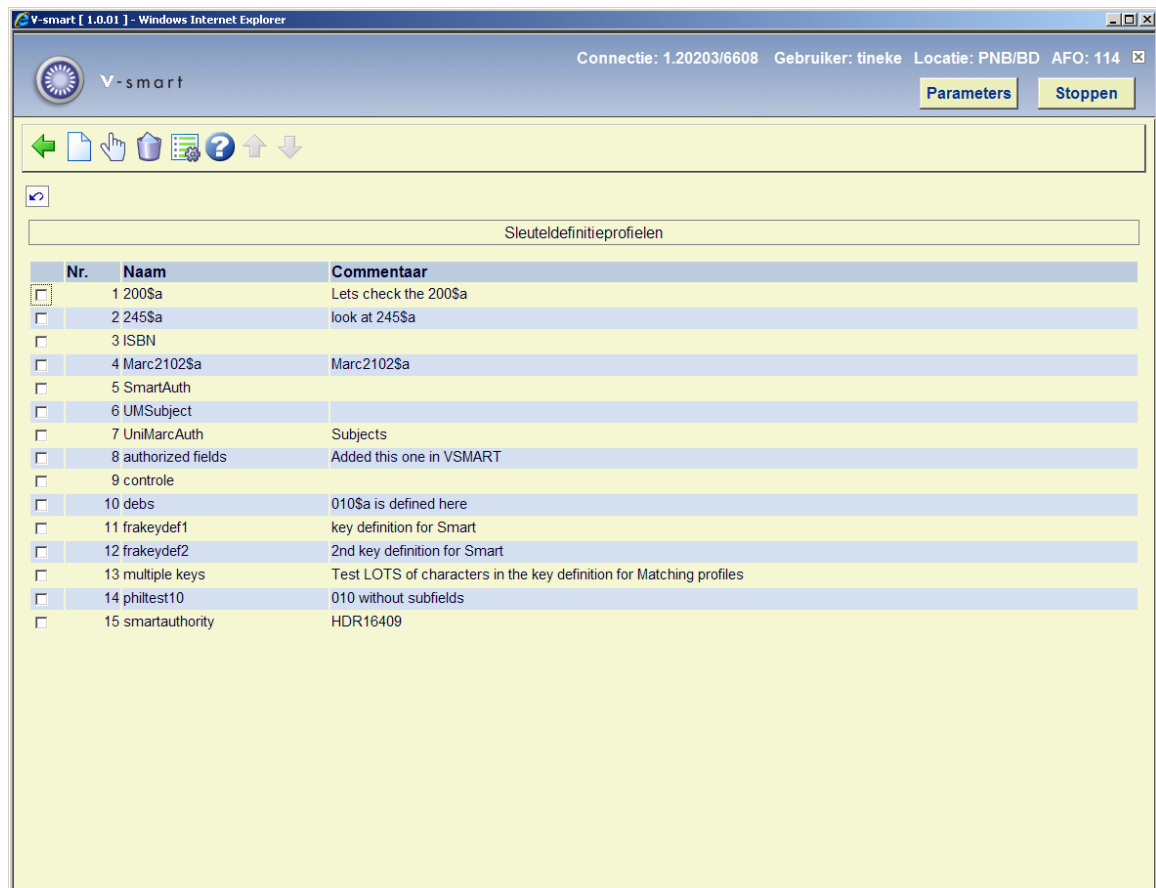 V-smart [ 1.0.01 ] - Windows Internet Explorer
Connectie: 1.20203/6608 Gebruiker: tineke Locatie: PNB/BD AFO: 114
V-smart
Parameters Stoppen
Sleuteldefinitieprofielen
Nr. Naam Commentaar
1 200$a Lets check the 200$a
2 245$a look at 245$a
3 ISBN
4 Marc2102$a Marc2102$a
5 SmartAuth
6 UMSubject
7 UniMarcAuth Subjects
8 authorized fields Added this one in VSMART
9 controle
10 debs 010$a is defined here
11 frakeydef1 key definition for Smart
12 frakeydef2 2nd key definition for Smart
13 multiple keys Test LOTS of characters in the key definition for Matching profiles
14 philtest10 010 without subfields
15 smartauthority HDR16409